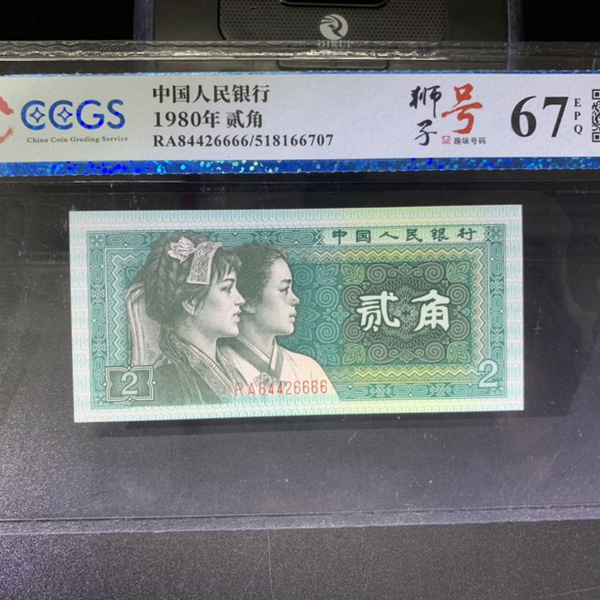 CCGS
China Coin Grading Service
中国人民银行
1980年 贰角
RA84426666/518166707
狮子
号
趣味号码
67
EPQ
中国人民银行
贰角
2
RA84426666
2